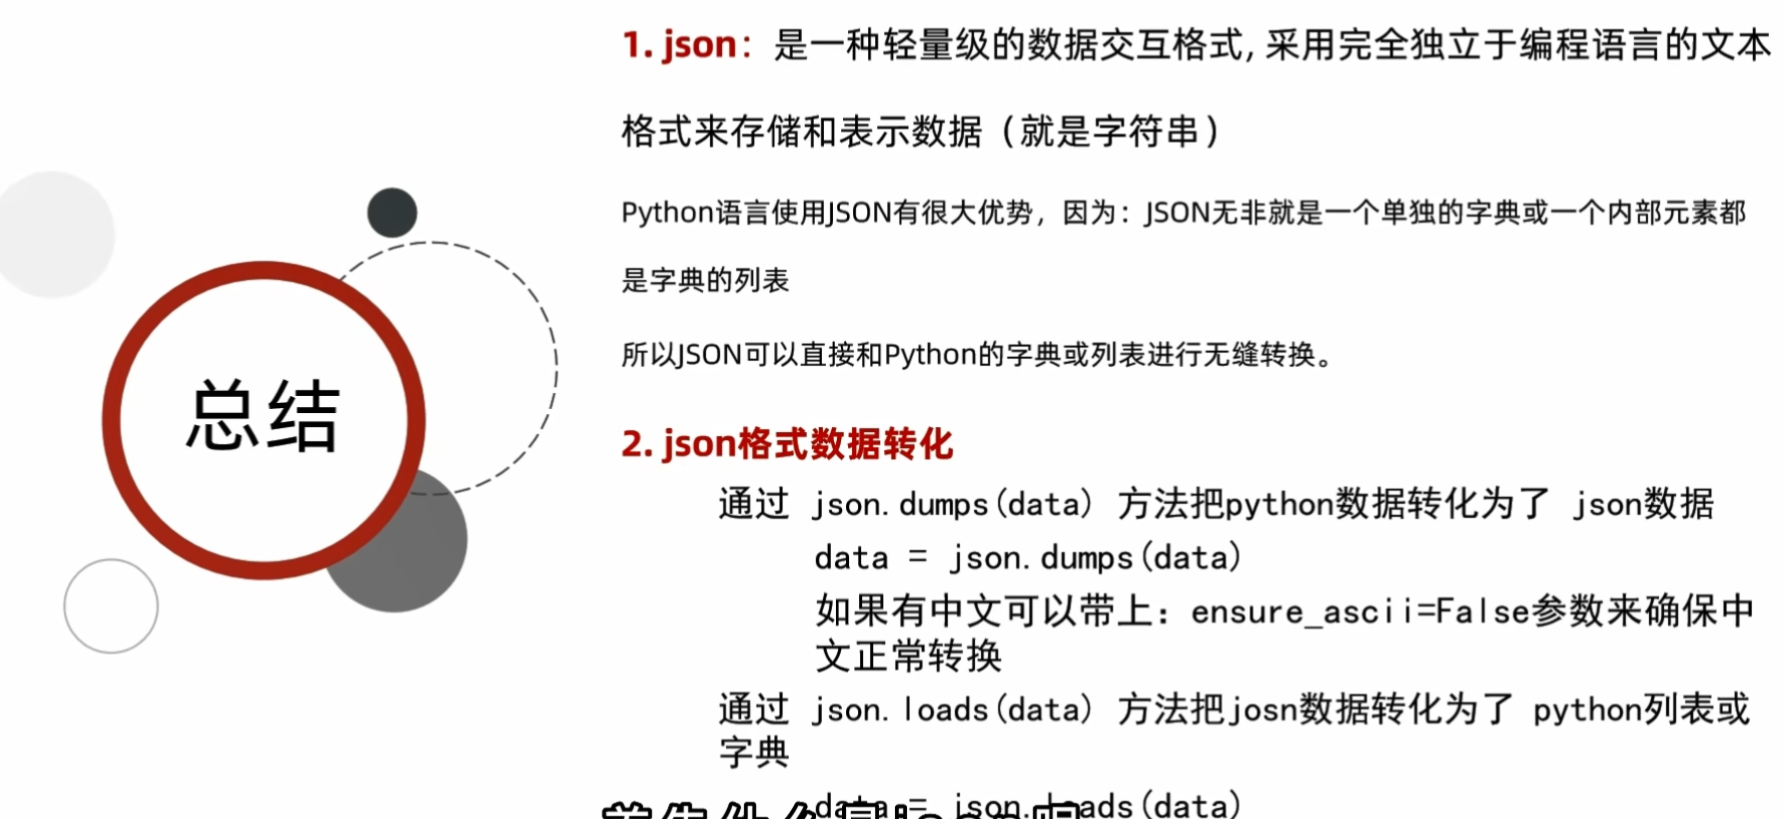 总结
1. json：是一种轻量级的数据交互格式, 采用完全独立于编程语言的文本
格式来存储和表示数据（就是字符串）
Python语言使用JSON有很大优势，因为：JSON无非就是一个单独的字典或一个内部元素都
是字典的列表
所以JSON可以直接和Python的字典或列表进行无缝转换。
2. json格式数据转化
通过 json.dumps(data) 方法把python数据转化为了 json数据
data = json.dumps(data)
如果有中文可以带上：ensure_ascii=False参数来确保中
文正常转换
通过 json.loads(data) 方法把josn数据转化为了 python列表或
字典
data = json.loads(data)